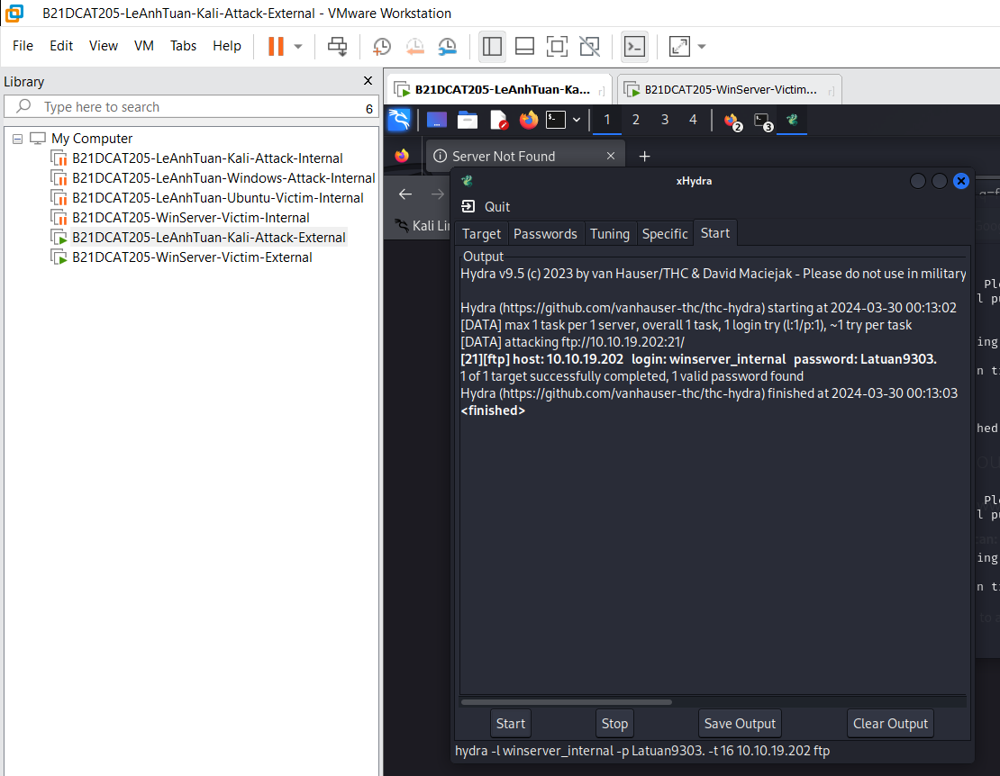 B21DCAT205-LeAnhTuan-Kali-Attack-External - VMware Workstation
File Edit View VM Tabs Help
Library
Type here to search
6
My Computer
B21DCAT205-LeAnhTuan-Kali-Attack-Internal
B21DCAT205-LeAnhTuan-Windows-Attack-Internal
B21DCAT205-LeAnhTuan-Ubuntu-Victim-Internal
B21DCAT205-WinServer-Victim-Internal
B21DCAT205-LeAnhTuan-Kali-Attack-External
B21DCAT205-WinServer-Victim-External
B21DCAT205-LeAnhTuan-Ka...
B21DCAT205-WinServer-Victim...
1 2 3 4 2 3
Server Not Found
xHydra
Quit
Kali Lin
Target Passwords Tuning Specific Start
Output
Hydra v9.5 (c) 2023 by van Hauser/THC & David Maciejak - Please do not use in military
Hydra (https://github.com/vanhauser-thc/thc-hydra) starting at 2024-03-30 00:13:02
[DATA] max 1 task per 1 server, overall 1 task, 1 login try (l:1/p:1), ~1 try per task
[DATA] attacking ftp://10.10.19.202:21/
[21][ftp] host: 10.10.19.202 login: winserver_internal password: Latuan9303.
1 of 1 target successfully completed, 1 valid password found
Hydra (https://github.com/vanhauser-thc/thc-hydra) finished at 2024-03-30 00:13:03
<finished>
Start Stop Save Output Clear Output
hydra -l winserver_internal -p Latuan9303. -t 16 10.10.19.202 ftp